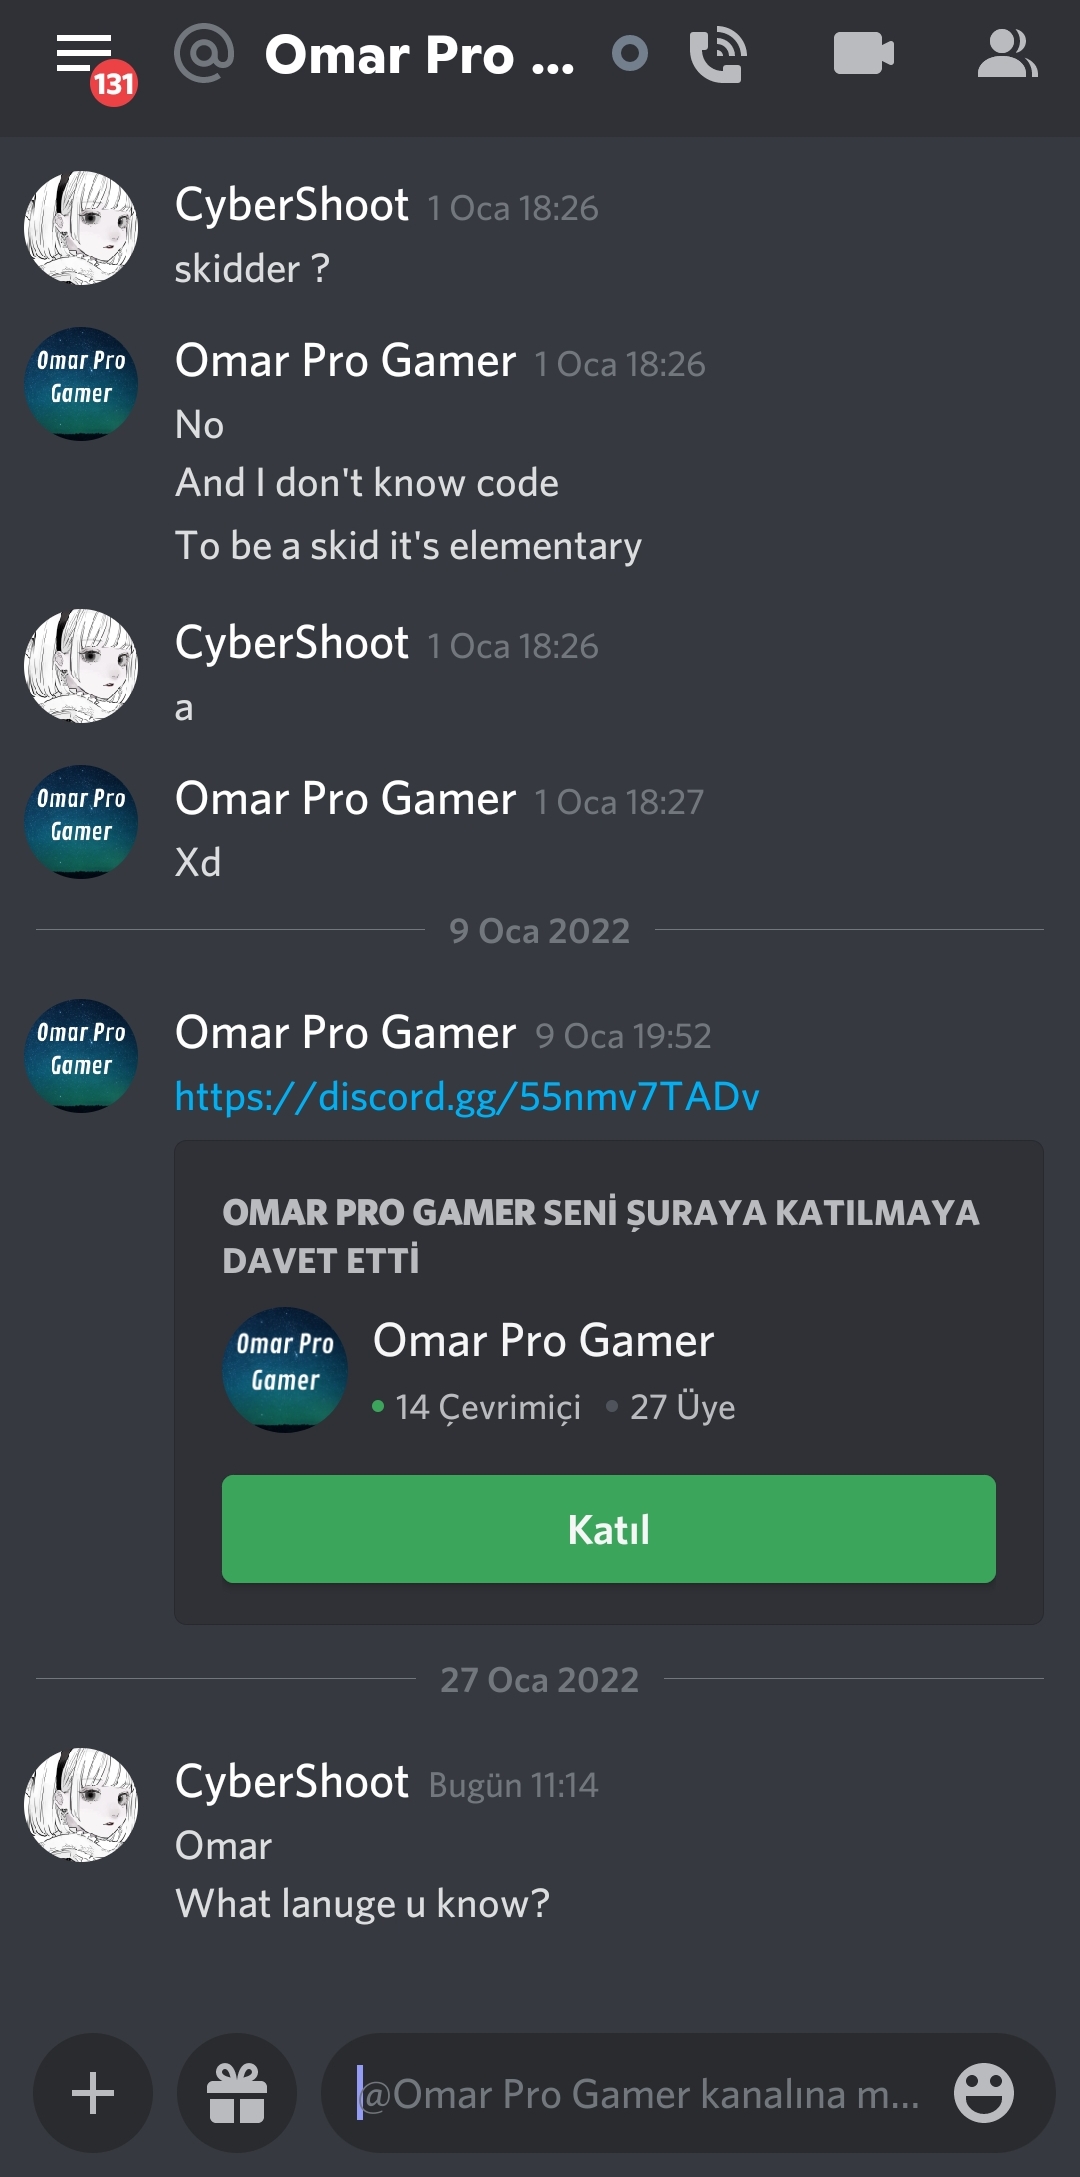 131
Omar Pro ...
CyberShoot 1 Oca 18:26
skidder ?
Omar Pro
Gamer
Omar Pro Gamer 1 Oca 18:26
No
And I don't know code
To be a skid it's elementary
CyberShoot 1 Oca 18:26
a
Omar Pro
Gamer
Omar Pro Gamer 1 Oca 18:27
Xd
9 Oca 2022
Omar Pro
Gamer
Omar Pro Gamer 9 Oca 19:52
https://discord.gg/55nmv7TADv
OMAR PRO GAMER SENİ ŞURAYA KATILMAYA
DAVET ETTİ
Omar Pro
Gamer
Omar Pro Gamer
14 Çevrimiçi 27 Üye
Katıl
27 Oca 2022
CyberShoot Bugün 11:14
Omar
What lanuge u know?
@Omar Pro Gamer kanalına m...